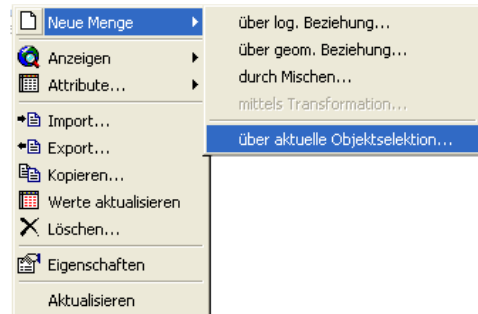 Neue Menge
Anzeigen
Attribute...
Import...
Export...
Kopieren...
Werte aktualisieren
Löschen...
Eigenschaften
Aktualisieren
über log. Beziehung...
über geom. Beziehung...
durch Mischen...
mittels Transformation...
über aktuelle Objektselektion...